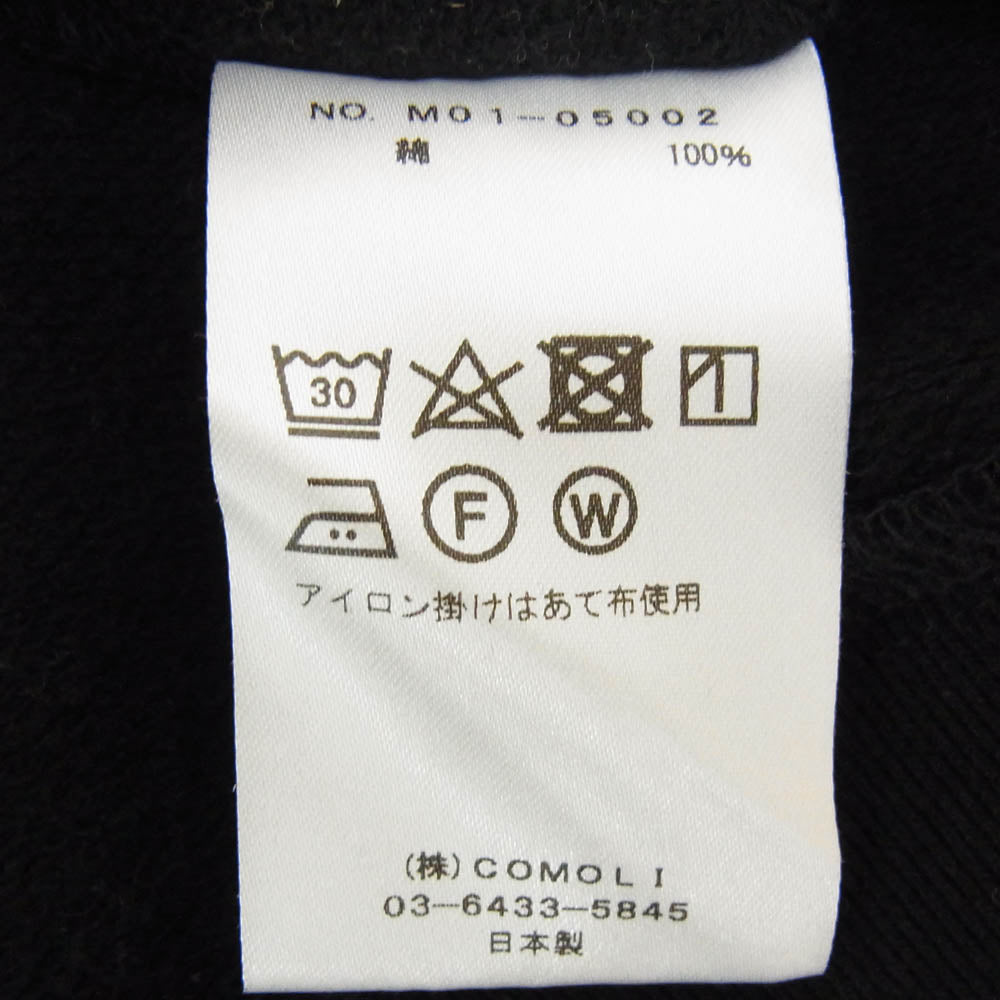 NO. M01-05002
綿 100%
30
F W
アイロン掛けはあて布使用
(株)COMOLI
03-6433-5845
日本製